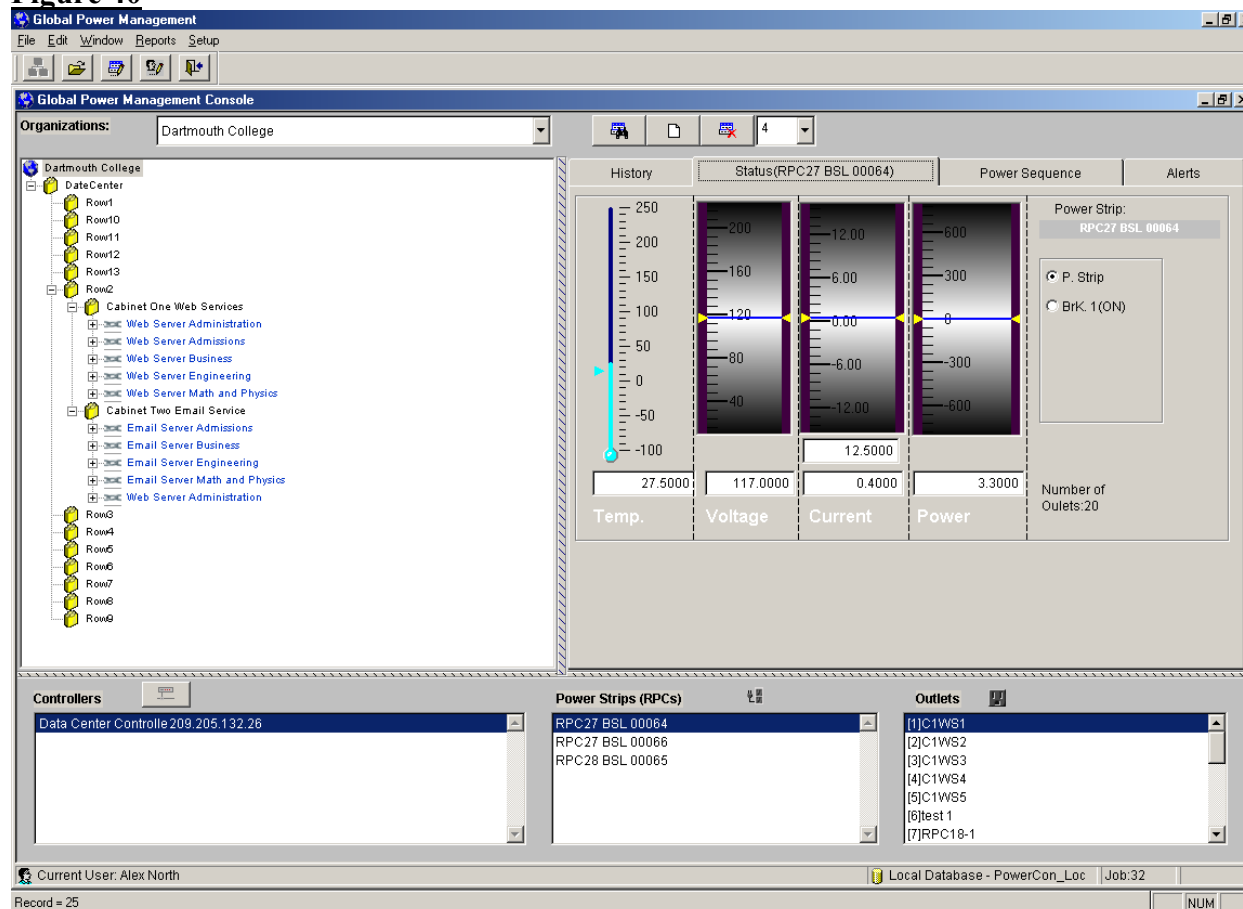 Figure 40
Global Power Management
File Edit Window Reports Setup
Global Power Management Console
Organizations: Dartmouth College
4
Dartmouth College
DateCenter
Row1
Row10
Row11
Row12
Row13
Row2
Cabinet One Web Services
Web Server Administration
Web Server Admissions
Web Server Business
Web Server Engineering
Web Server Math and Physics
Cabinet Two Email Service
Email Server Admissions
Email Server Business
Email Server Engineering
Email Server Math and Physics
Web Server Administration
Row3
Row4
Row5
Row6
Row7
Row8
Row9
History Status(RPC27 BSL 00064) Power Sequence Alerts
250
200
150
100
50
0
-50
-100
200
160
120
80
40
12.00
6.00
0.00
-6.00
-12.00
600
300
0
-300
-600
12.5000
27.5000 117.0000 0.4000 3.3000
Temp. Voltage Current Power
Power Strip:
RPC27 BSL 00064
P. Strip
BrK. 1(ON)
Number of
Oulets:20
Controllers
Data Center Controlle 209.205.132.26
Power Strips (RPCs)
RPC27 BSL 00064
RPC27 BSL 00066
RPC28 BSL 00065
Outlets
[1]C1WS1
[2]C1WS2
[3]C1WS3
[4]C1WS4
[5]C1WS5
[6]test 1
[7]RPC18-1
Current User: Alex North
Local Database - PowerCon_Loc Job:32
Record = 25
NUM